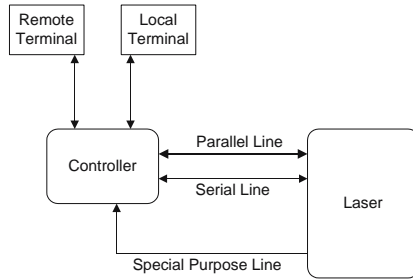 Remote
Terminal
Local
Terminal
Parallel Line
Controller
Serial Line
Laser
Special Purpose Line